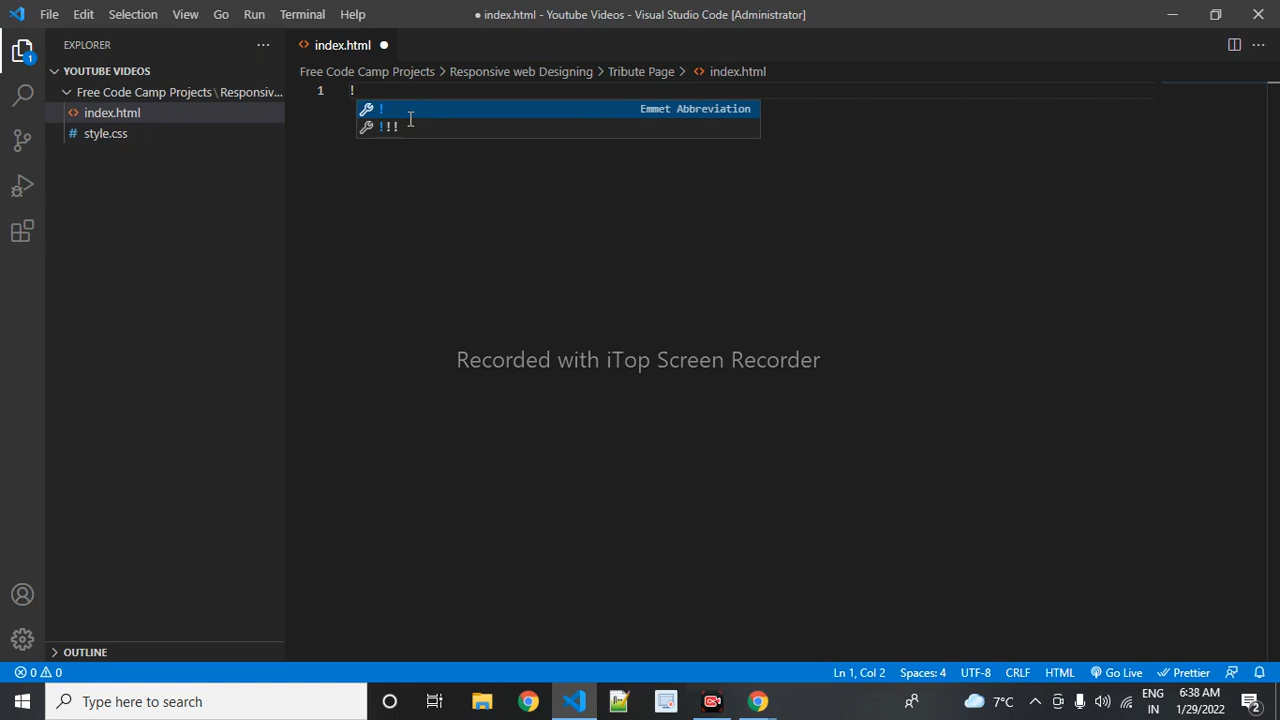 File Edit Selection View Go Run Terminal Help
● index.html - Youtube Videos - Visual Studio Code [Administrator]
EXPLORER
index.html
1
YOUTUBE VIDEOS
Free Code Camp Projects > Responsive web Designing > Tribute Page > index.html
Free Code Camp Projects\Responsiv...
index.html
style.css
1 !
! Emmet Abbreviation
!!!
Recorded with iTop Screen Recorder
OUTLINE
0 0
Ln 1, Col 2 Spaces: 4 UTF-8 CRLF HTML Go Live Prettier
Type here to search
7°C
ENG
IN
6:38 AM
1/29/2022
2